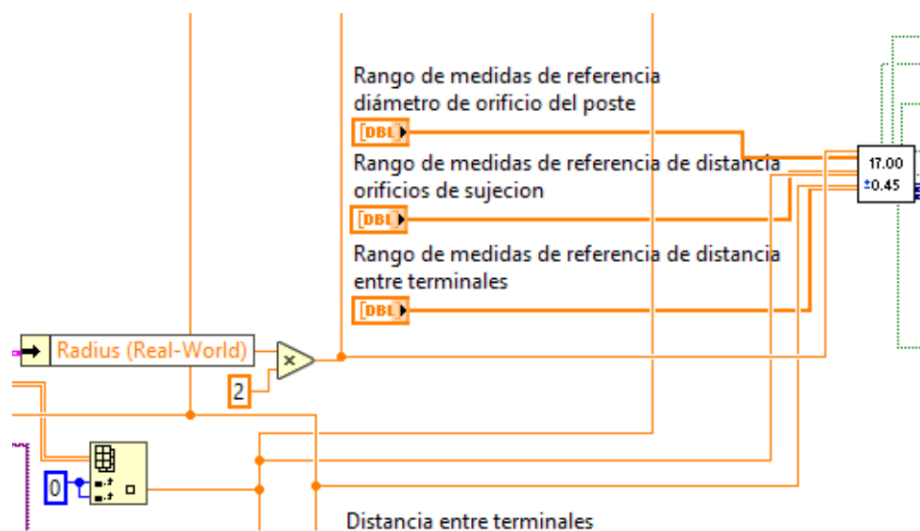 Rango de medidas de referencia
diámetro de orificio del poste
[DBL]
Rango de medidas de referencia de distancia
orificios de sujecion
[DBL]
Rango de medidas de referencia de distancia
entre terminales
[DBL]
17.00
±0.45
Radius (Real-World)
×
2
0
Distancia entre terminales